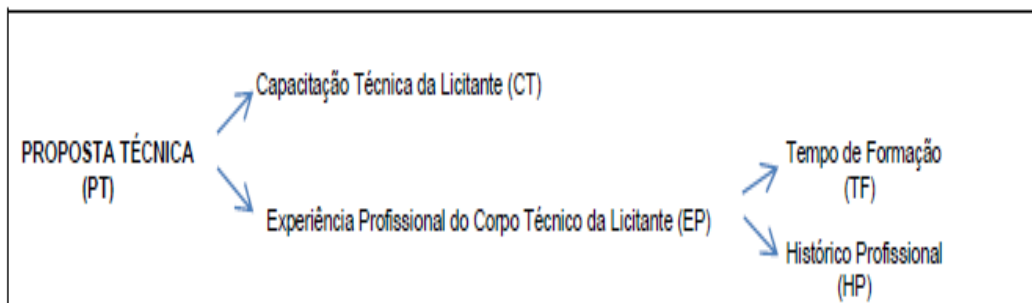 Capacitação Técnica da Licitante (CT)
PROPOSTA TÉCNICA
(PT)
Experiência Profissional do Corpo Técnico da Licitante (EP)
Tempo de Formação
(TF)
Histórico Profissional
(HP)